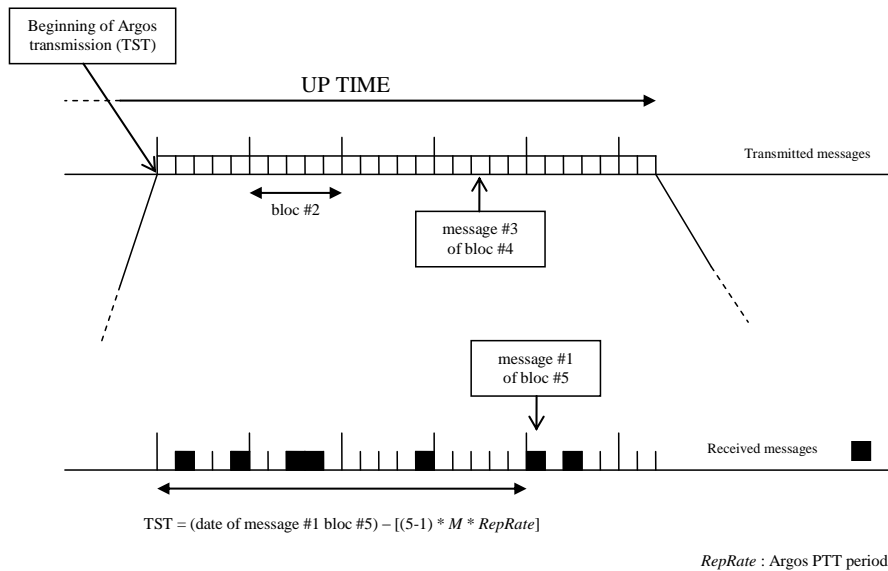 Beginning of Argos
transmission (TST)
UP TIME
Transmitted messages
bloc #2
message #3
of bloc #4
message #1
of bloc #5
Received messages
TST = (date of message #1 bloc #5) – [(5-1) * M * RepRate]
RepRate : Argos PTT period